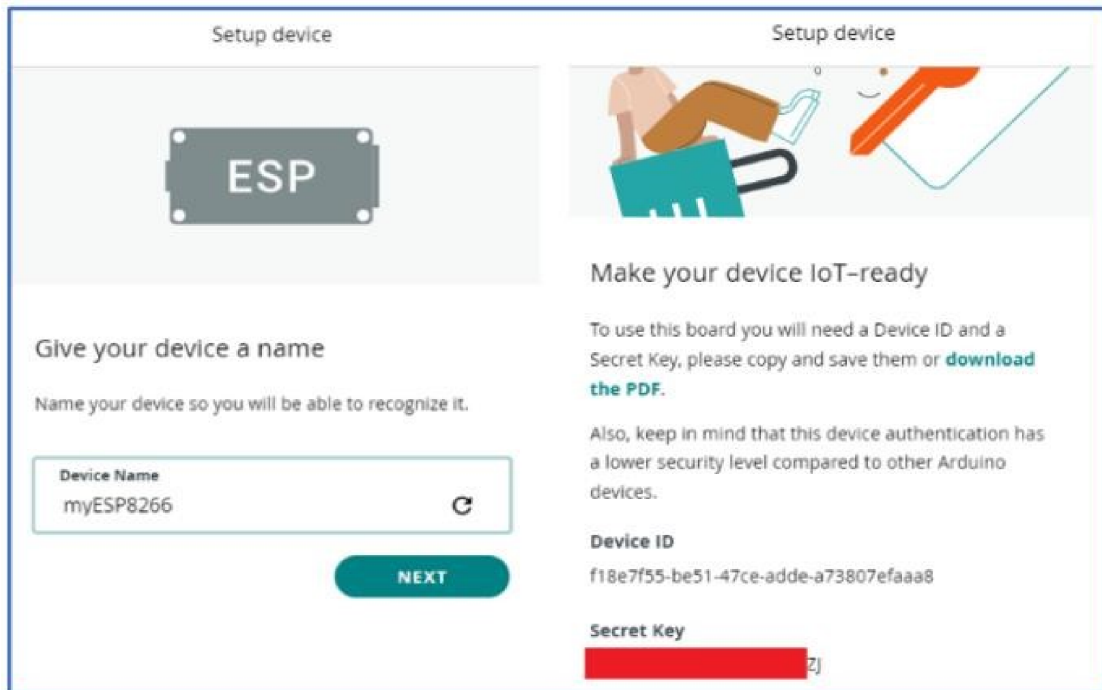 Setup device
ESP
Give your device a name
Name your device so you will be able to recognize it.
Device Name
myESP8266
NEXT
Setup device
Make your device IoT-ready
To use this board you will need a Device ID and a
Secret Key, please copy and save them or download
the PDF.
Also, keep in mind that this device authentication has
a lower security level compared to other Arduino
devices.
Device ID
f18e7f55-be51-47ce-adde-a73807efaaa8
Secret Key
ZJ